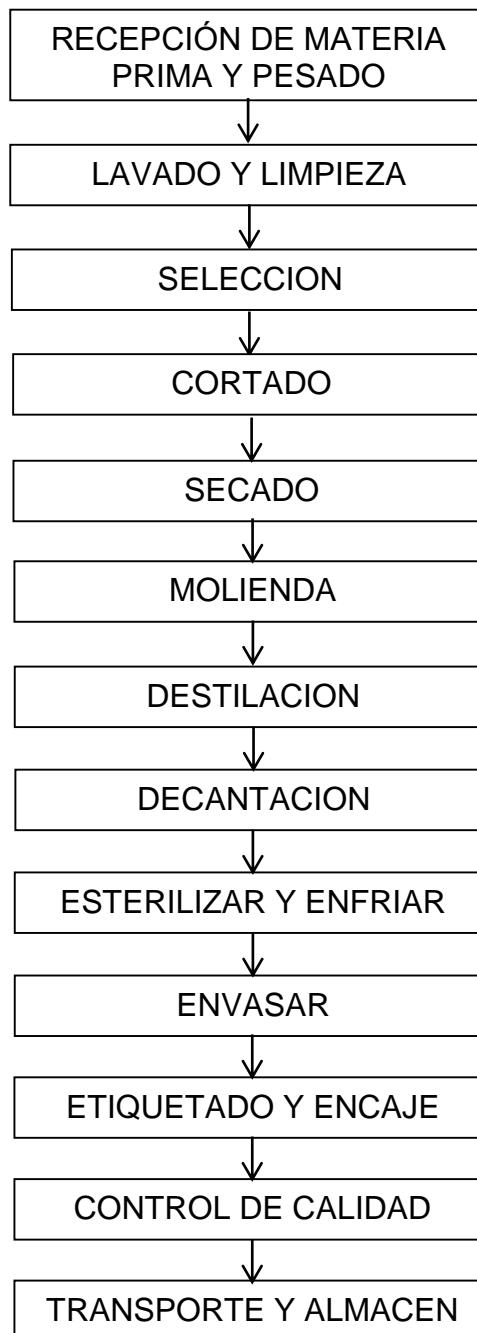 RECEPCIÓN DE MATERIA
PRIMA Y PESADO
LAVADO Y LIMPIEZA
SELECCION
CORTADO
SECADO
MOLIENDA
DESTILACION
DECANTACION
ESTERILIZAR Y ENFRIAR
ENVASAR
ETIQUETADO Y ENCAJE
CONTROL DE CALIDAD
TRANSPORTE Y ALMACEN